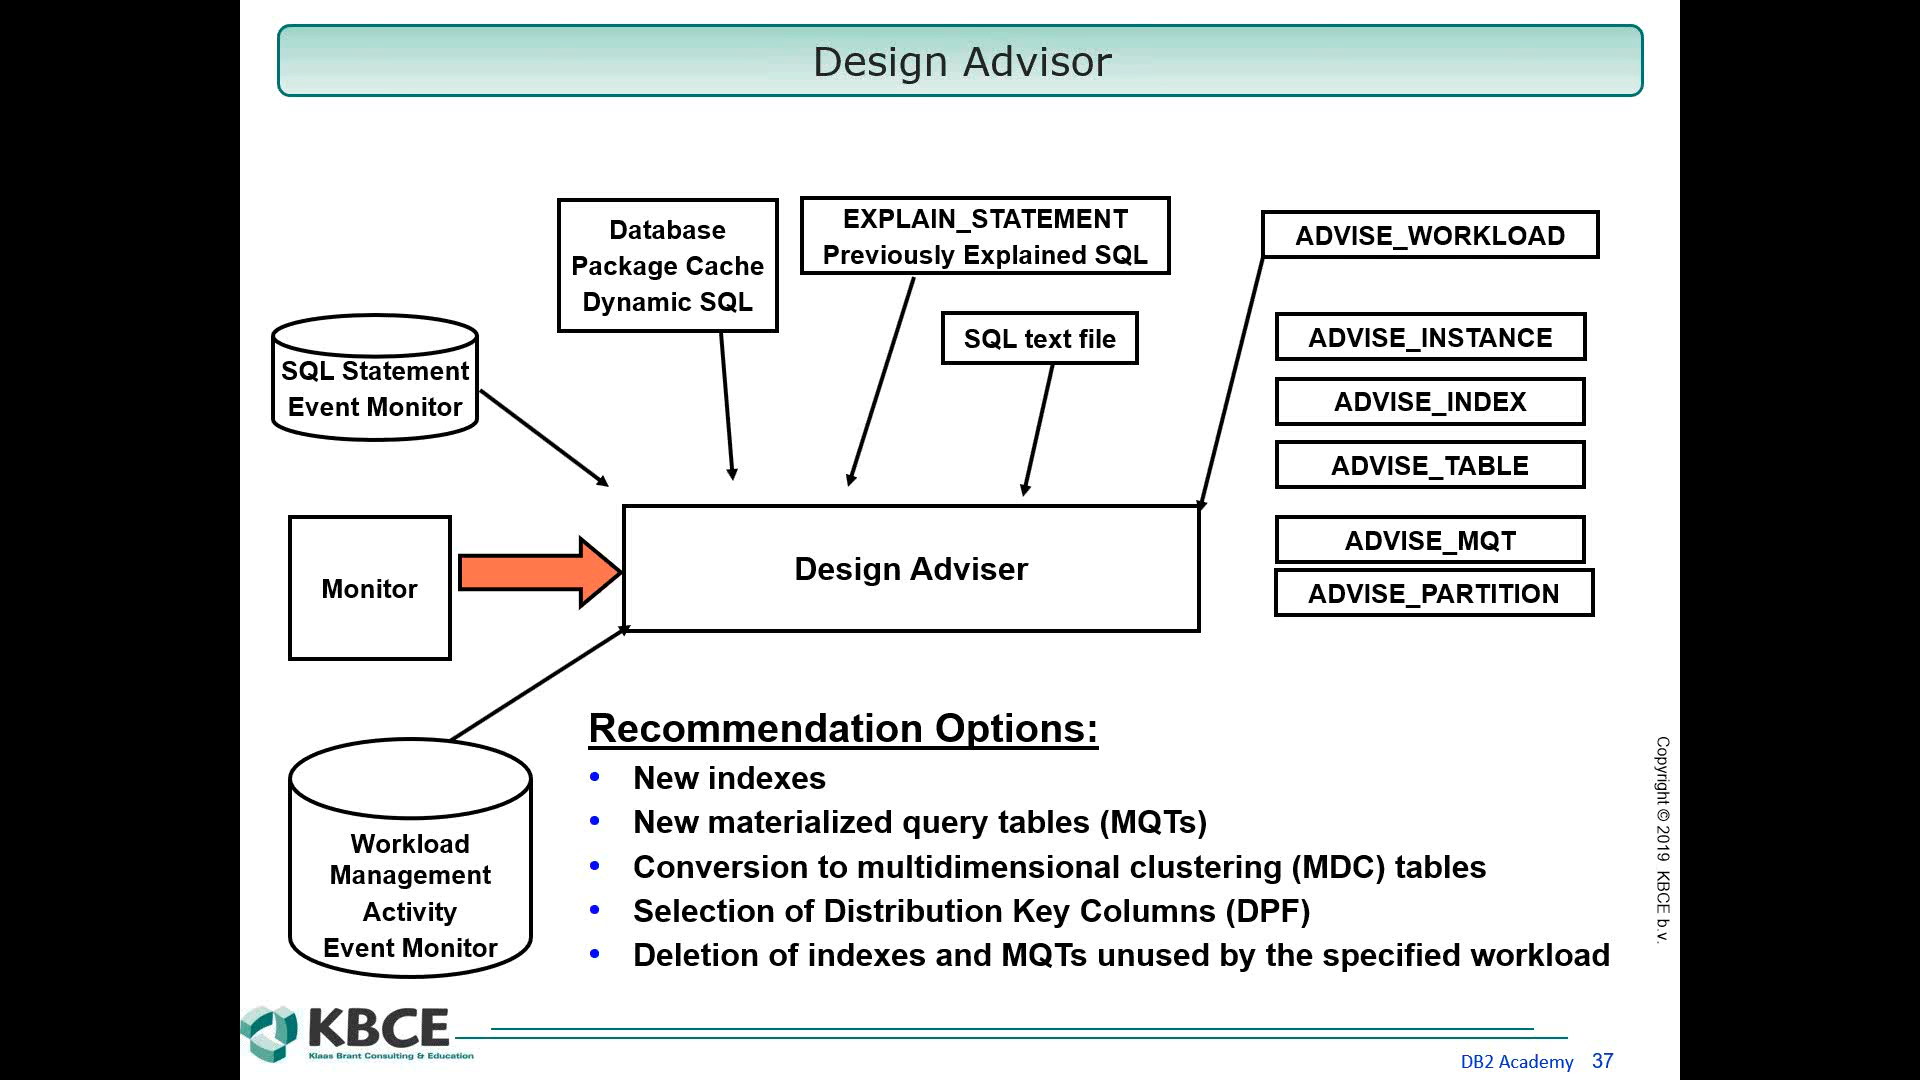 Design Advisor
Database
Package Cache
Dynamic SQL
EXPLAIN_STATEMENT
Previously Explained SQL
ADVISE_WORKLOAD
SQL text file
ADVISE_INSTANCE
SQL Statement
Event Monitor
ADVISE_INDEX
ADVISE_TABLE
Monitor
Design Adviser
ADVISE_MQT
ADVISE_PARTITION
Recommendation Options:
• New indexes
• New materialized query tables (MQTs)
• Conversion to multidimensional clustering (MDC) tables
• Selection of Distribution Key Columns (DPF)
• Deletion of indexes and MQTs unused by the specified workload
Workload
Management
Activity
Event Monitor
Copyright © 2019 KBCE b.v.
KBCE
Klaas Brant Consulting & Education
DB2 Academy 37